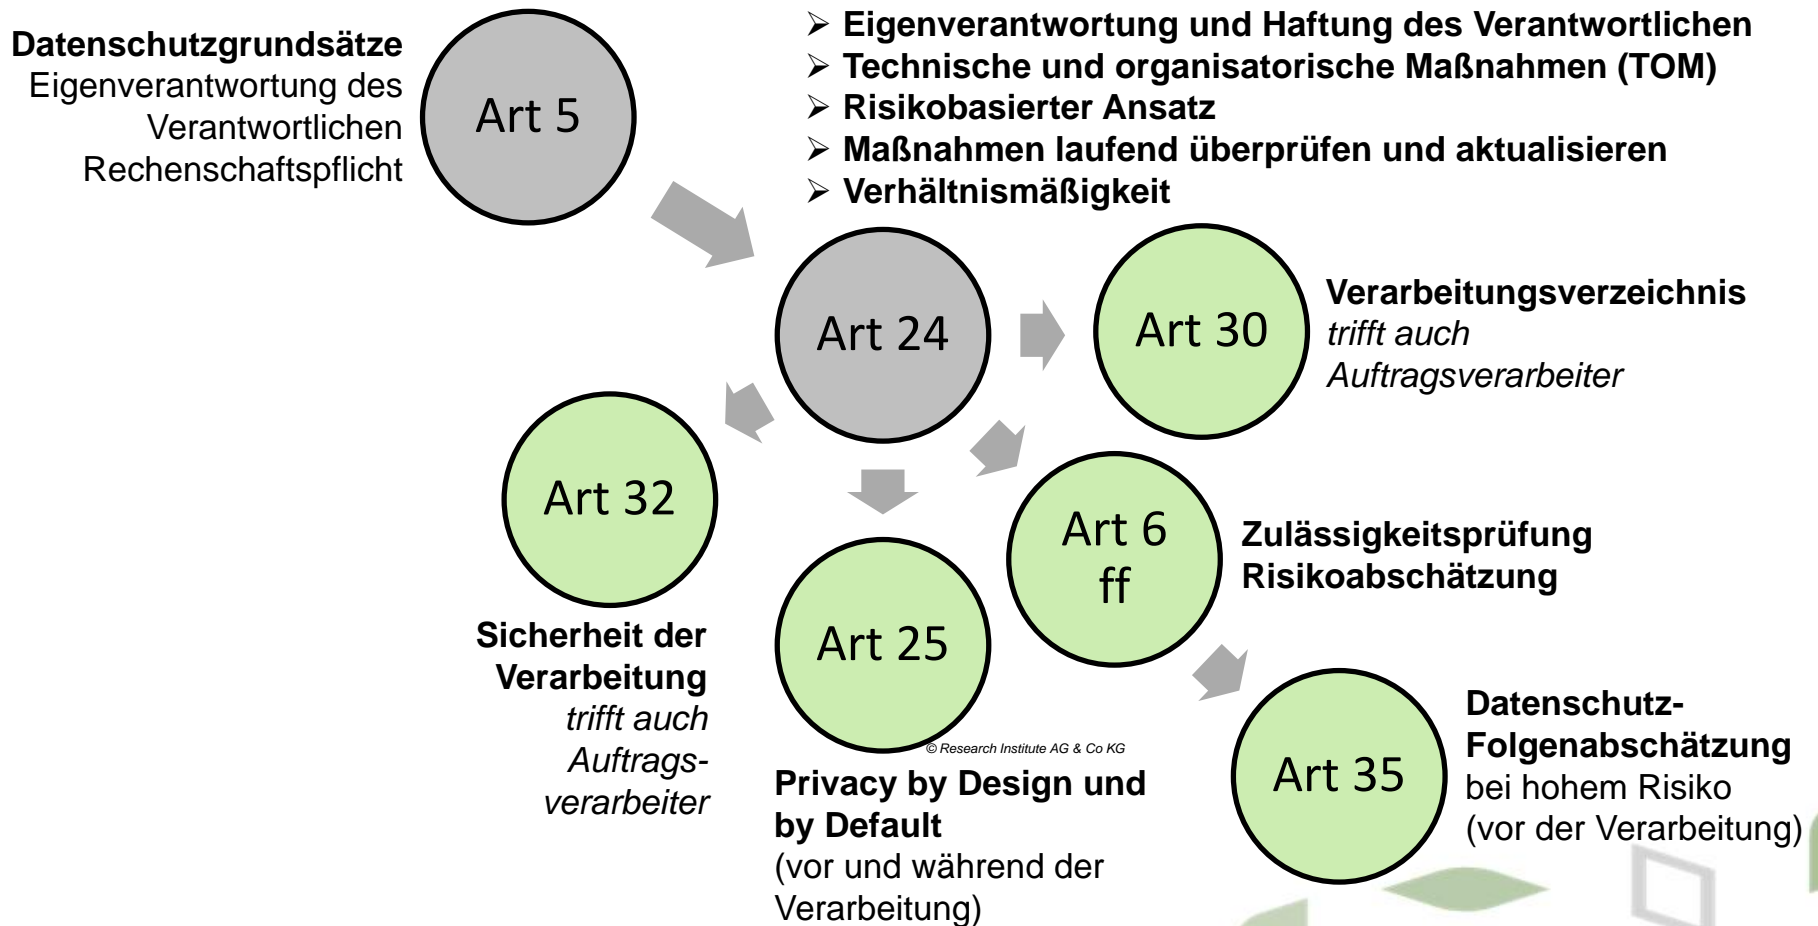 Datenschutzgrundsätze
Eigenverantwortung des
Verantwortlichen
Rechenschaftspflicht
Art 5
➢ Eigenverantwortung und Haftung des Verantwortlichen
➢ Technische und organisatorische Maßnahmen (TOM)
➢ Risikobasierter Ansatz
➢ Maßnahmen laufend überprüfen und aktualisieren
➢ Verhältnismäßigkeit
Art 24
Art 30
Verarbeitungsverzeichnis
trifft auch
Auftragsverarbeiter
Art 32
Sicherheit der
Verarbeitung
trifft auch
Auftrags-
verarbeiter
Art 25
© Research Institute AG & Co KG
Privacy by Design und
by Default
(vor und während der
Verarbeitung)
Art 6
ff
Zulässigkeitsprüfung
Risikoabschätzung
Art 35
Datenschutz-
Folgenabschätzung
bei hohem Risiko
(vor der Verarbeitung)